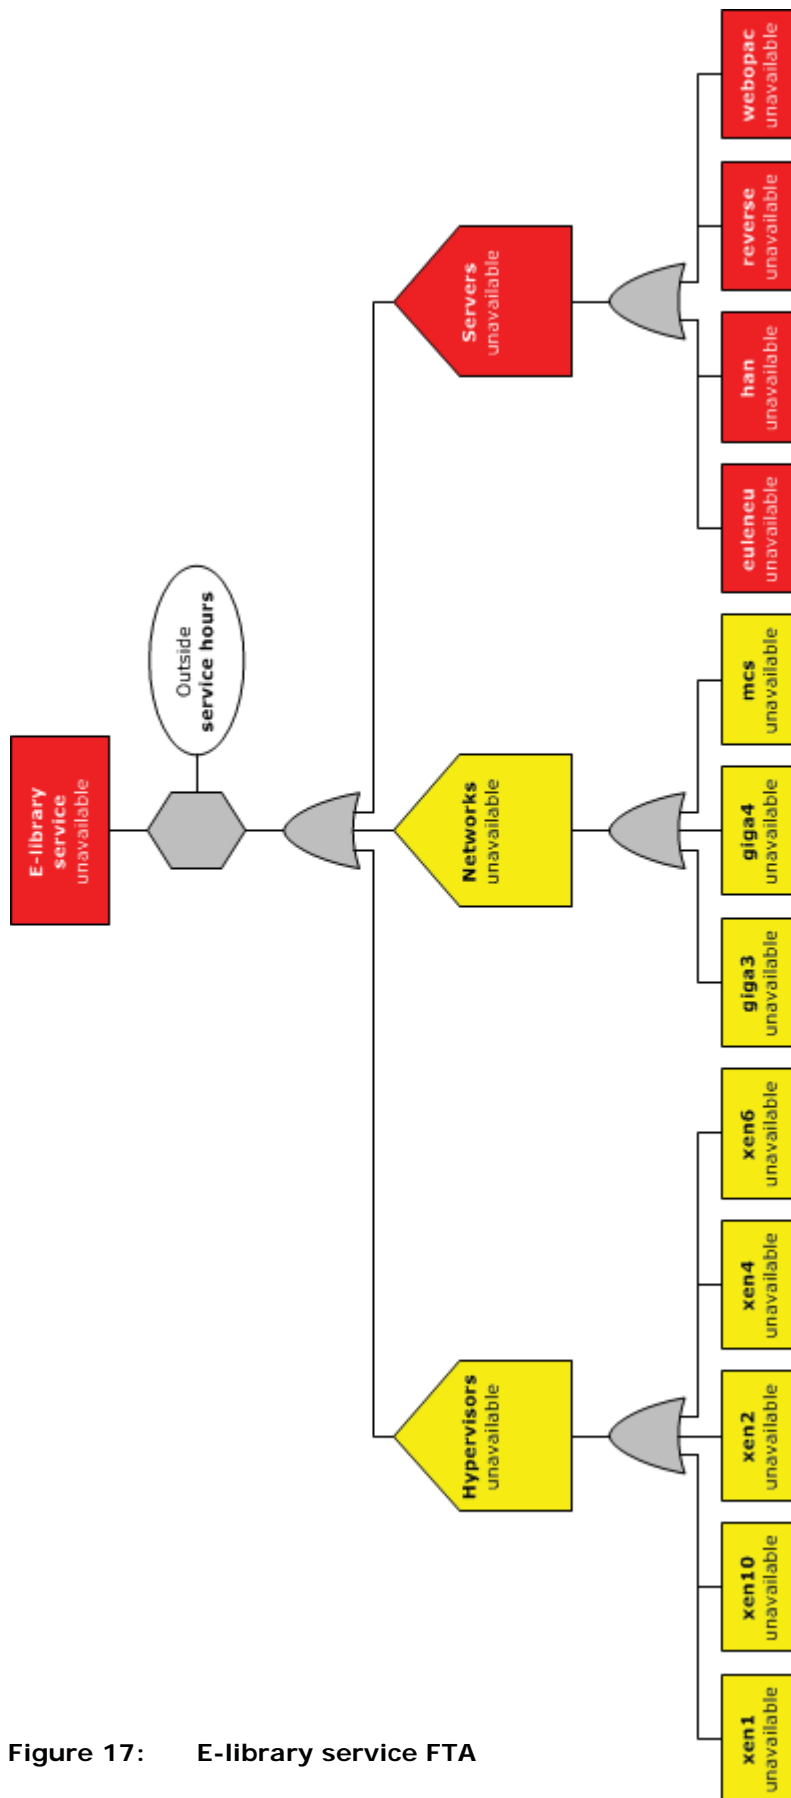 E-library
service
unavailable
Outside
service hours
Hypervisors
unavailable
Networks
unavailable
Servers
unavailable
xen1
unavailable
xen10
unavailable
xen2
unavailable
xen4
unavailable
xen6
unavailable
giga3
unavailable
giga4
unavailable
mcs
unavailable
euleneu
unavailable
han
unavailable
reverse
unavailable
webopac
unavailable
Figure 17: E-library service FTA